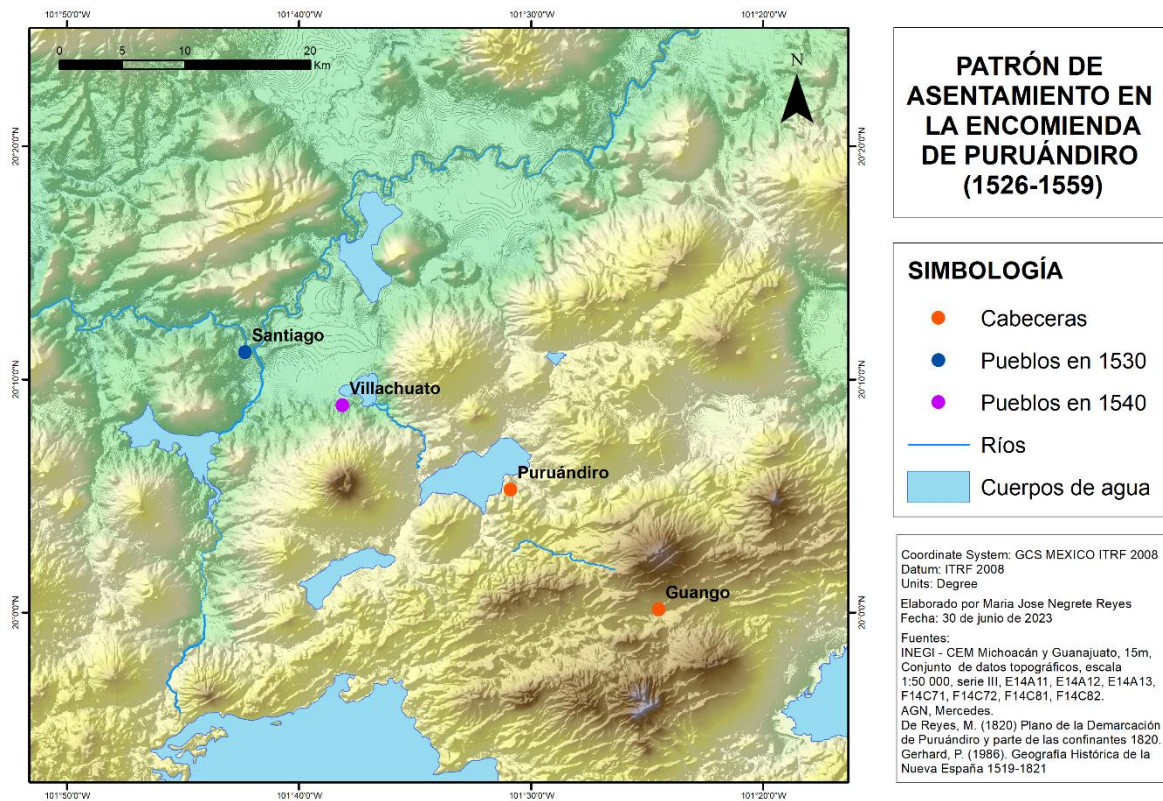 101°50'0"W 101°40'0"W 101°30'0"W 101°20'0"W
0 5 10 20
Km
N
20°20'0"N 20°20'0"N
Santiago
20°10'0"N 20°10'0"N
Villachuato
Puruándiro
Guango
20°0'0"N 20°0'0"N
101°50'0"W 101°40'0"W 101°30'0"W 101°20'0"W
PATRÓN DE
ASENTAMIENTO EN
LA ENCOMIENDA
DE PURUÁNDIRO
(1526-1559)
SIMBOLOGÍA
Cabeceras
Pueblos en 1530
Pueblos en 1540
Ríos
Cuerpos de agua
Coordinate System: GCS MEXICO ITRF 2008
Datum: ITRF 2008
Units: Degree
Elaborado por Maria Jose Negrete Reyes
Fecha: 30 de junio de 2023
Fuentes:
INEGI - CEM Michoacán y Guanajuato, 15m,
Conjunto de datos topográficos, escala
1:50 000, serie III, E14A11, E14A12, E14A13,
F14C71, F14C72, F14C81, F14C82.
AGN, Mercedes.
De Reyes, M. (1820) Plano de la Demarcación
de Puruándiro y parte de las confinantes 1820.
Gerhard, P. (1986). Geografía Histórica de la
Nueva España 1519-1821